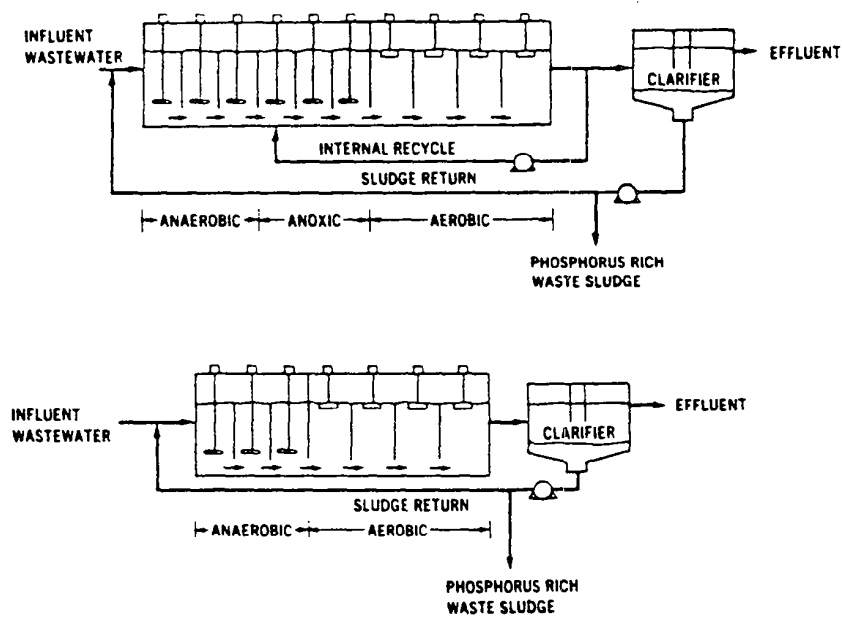 INFLUENT
WASTEWATER
EFFLUENT
CLARIFIER
INTERNAL RECYCLE
SLUDGE RETURN
ANAEROBIC
ANOXIC
AEROBIC
PHOSPHORUS RICH
WASTE SLUDGE
INFLUENT
WASTEWATER
EFFLUENT
CLARIFIER
SLUDGE RETURN
ANAEROBIC
AEROBIC
PHOSPHORUS RICH
WASTE SLUDGE